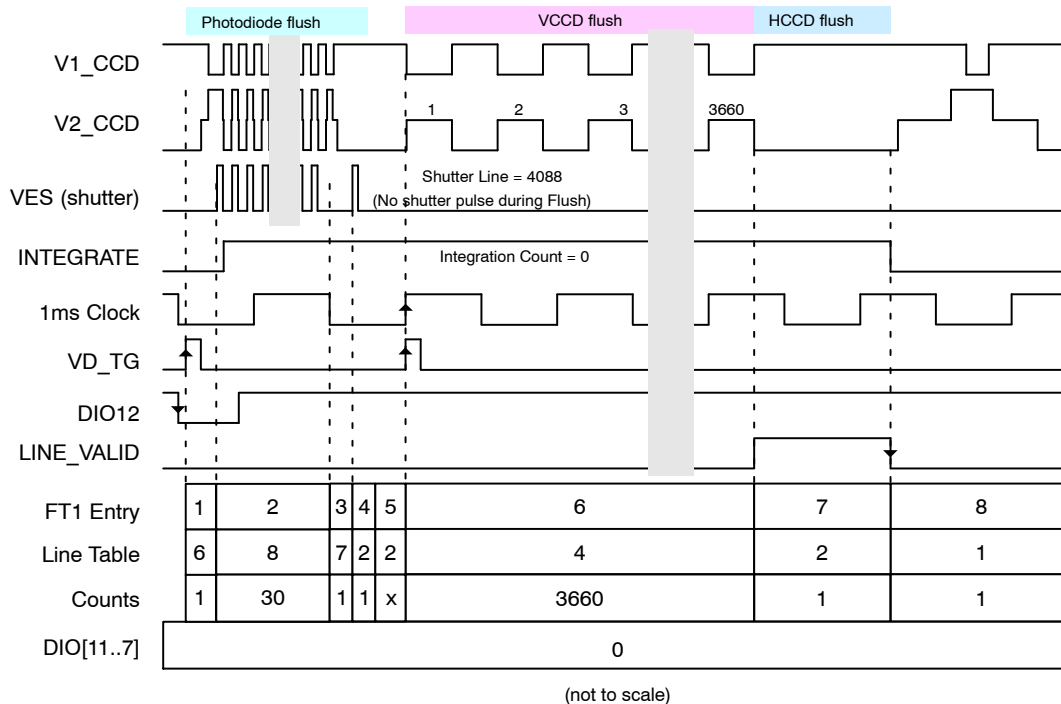 Photodiode flush
VCCD flush
HCCD flush
V1_CCD
V2_CCD
1 2 3 3660
VES (shutter)
Shutter Line = 4088
(No shutter pulse during Flush)
INTEGRATE
Integration Count = 0
1ms Clock
VD_TG
DIO12
LINE_VALID
FT1 Entry 1 2 3 4 5 6 7 8
Line Table 6 8 7 2 2 4 2 1
Counts 1 30 1 1 x 3660 1 1
DIO[11..7] 0
(not to scale)